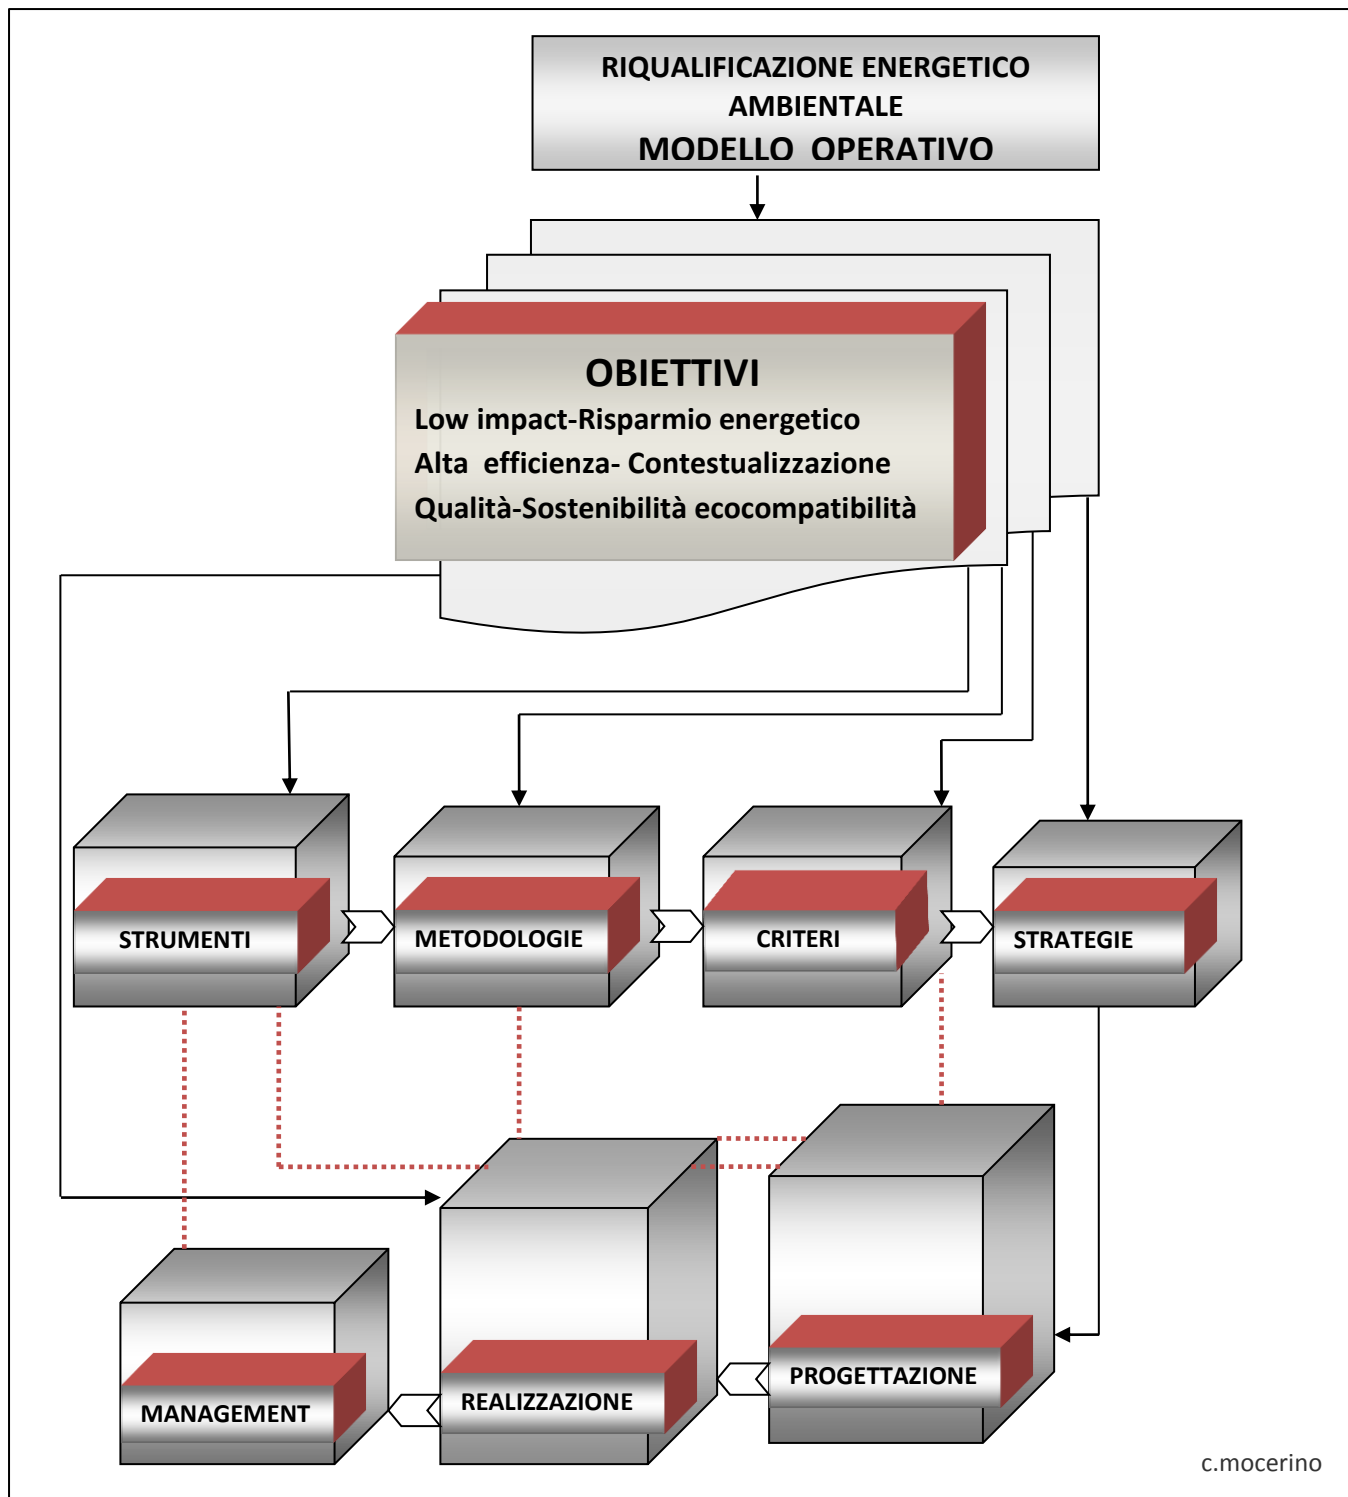 RIQUALIFICAZIONE ENERGETICO
AMBIENTALE
MODELLO OPERATIVO
OBIETTIVI
Low impact-Risparmio energetico
Alta efficienza- Contestualizzazione
Qualità-Sostenibilità ecocompatibilità
STRUMENTI
METODOLOGIE
CRITERI
STRATEGIE
MANAGEMENT
REALIZZAZIONE
PROGETTAZIONE
c.mocerino